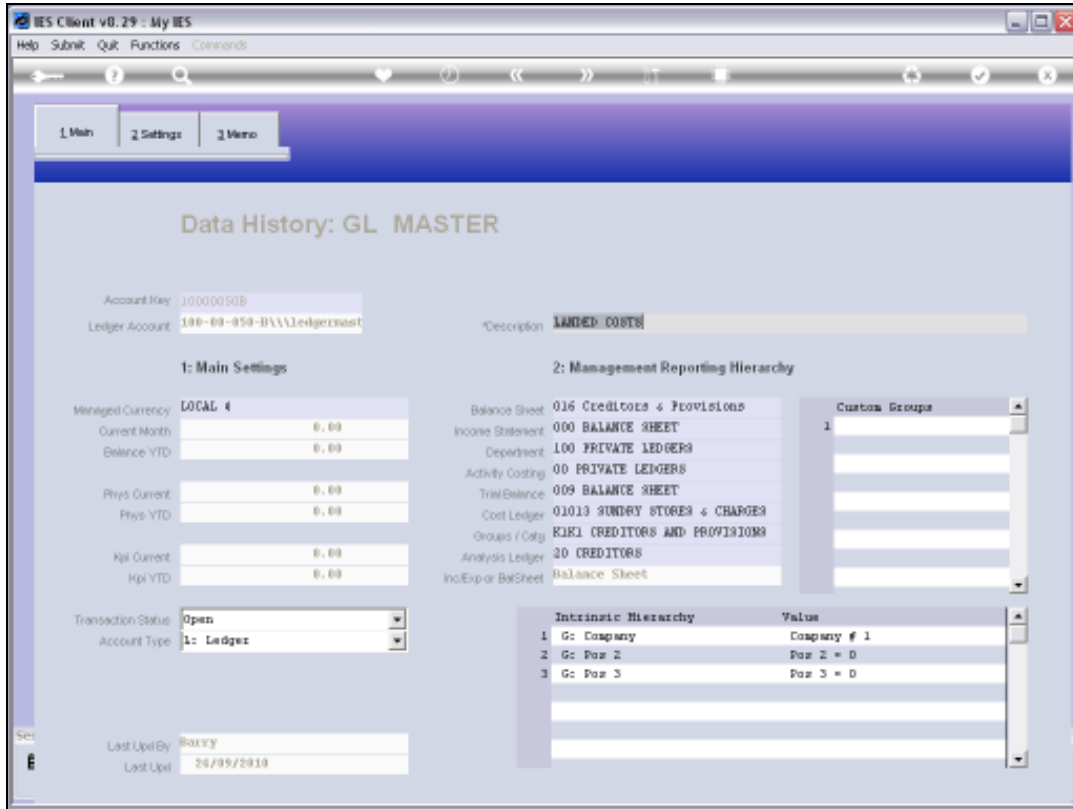 IES Client v8.29 : My IES
Help Submit Quit Functions Commands
1 Main 2 Settings 3 Memo
Data History: GL MASTER
Account Key 10000050B
Ledger Account 100-00-050-B\\\ledgermast
*Description LANDED COSTS
1: Main Settings
2: Management Reporting Hierarchy
Managed Currency LOCAL
Current Month 0.00
Balance YTD 0.00
Phys Current 0.00
Phys YTD 0.00
Kpi Current 0.00
Kpi YTD 0.00
Balance Sheet 016 Creditors & Provisions
Income Statement 000 BALANCE SHEET
Department 100 PRIVATE LEDGERS
Activity Costing 00 PRIVATE LEDGERS
Trial Balance 009 BALANCE SHEET
Cost Ledger 01013 SUNDRY STORES & CHARGES
Groups / Catg K1K1 CREDITORS AND PROVISIONS
Analysis Ledger 20 CREDITORS
Inc/Exp or BalSheet Balance Sheet
Custom Groups
1
Transaction Status Open
Account Type 1: Ledger
Intrinsic Hierarchy Value
1 G: Company Company # 1
2 G: Pos 2 Pos 2 = 0
3 G: Pos 3 Pos 3 = 0
Last Upd By Barry
Last Upd 26/09/2010